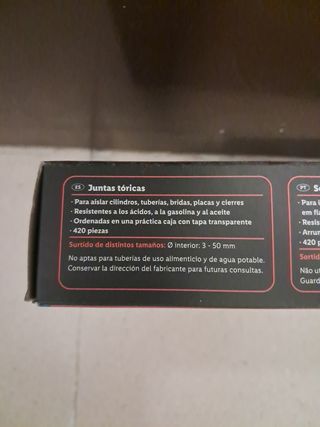 ES Juntas tóricas
· Para aislar cilindros, tuberías, bridas, placas y cierres
· Resistentes a los ácidos, a la gasolina y al aceite
· Ordenadas en una práctica caja con tapa transparente
· 420 piezas
Surtido de distintos tamaños: Ø Interior: 3 - 50 mm
No aptas para tuberías de uso alimenticio y de agua potable.
Conservar la dirección del fabricante para futuras consultas.
PT
· Para
em
· Resis
· Arru
· 420
Sortid
Não
Guard